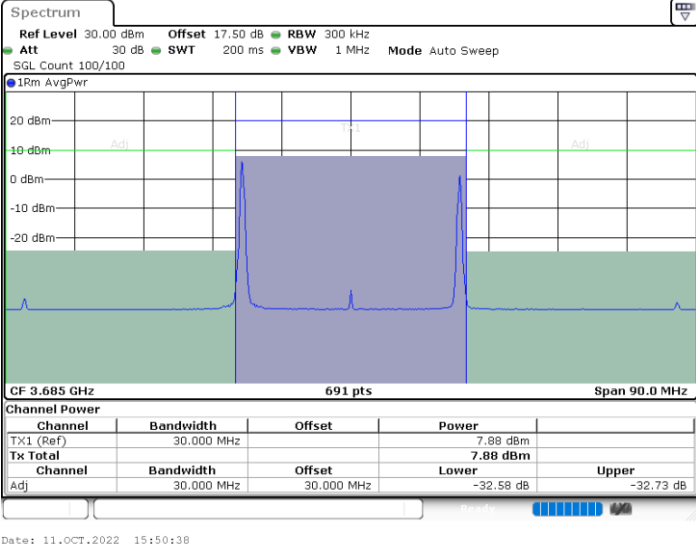 Spectrum
Ref Level 30.00 dBm Offset 17.50 dB RBW 300 kHz
Att 30 dB SWT 200 ms VBW 1 MHz Mode Auto Sweep
SGL Count 100/100
1Rm AvgPwr
20 dBm
TX1
Adj Adj
10 dBm
0 dBm
-10 dBm
-20 dBm
CF 3.685 GHz 691 pts Span 90.0 MHz
Channel Power
Channel Bandwidth Offset Power
TX1 (Ref) 30.000 MHz 7.88 dBm
Tx Total 7.88 dBm
Channel Bandwidth Offset Lower Upper
Adj 30.000 MHz 30.000 MHz -32.58 dB -32.73 dB
Ready
Date: 11.OCT.2022 15:50:38